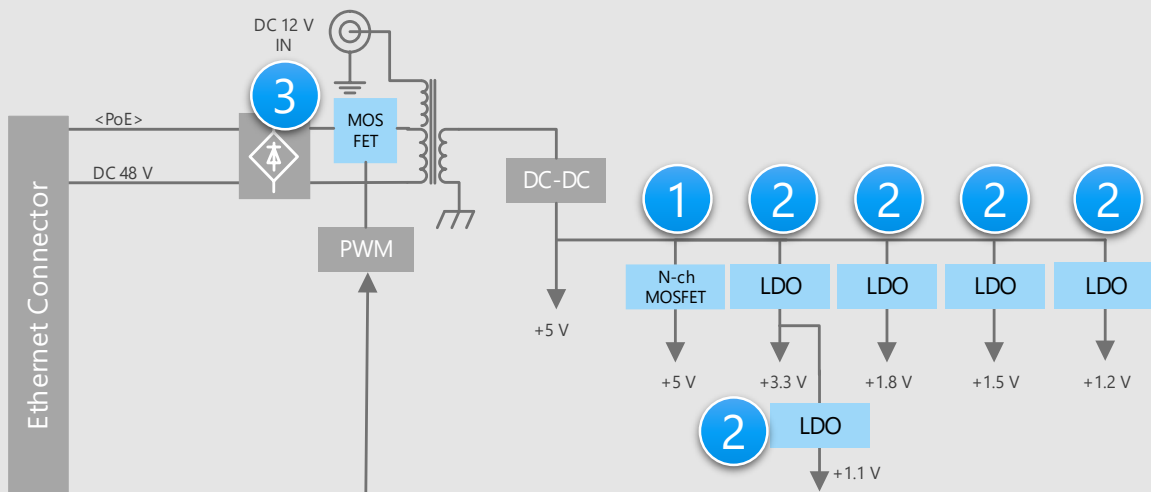 DC 12 V
IN
3
<PoE>
MOS
FET
DC 48 V
Ethernet Connector
PWM
DC-DC
1
2
2
2
2
N-ch
MOSFET
LDO
LDO
LDO
LDO
+5 V
+5 V
+3.3 V
+1.8 V
+1.5 V
+1.2 V
2
LDO
+1.1 V